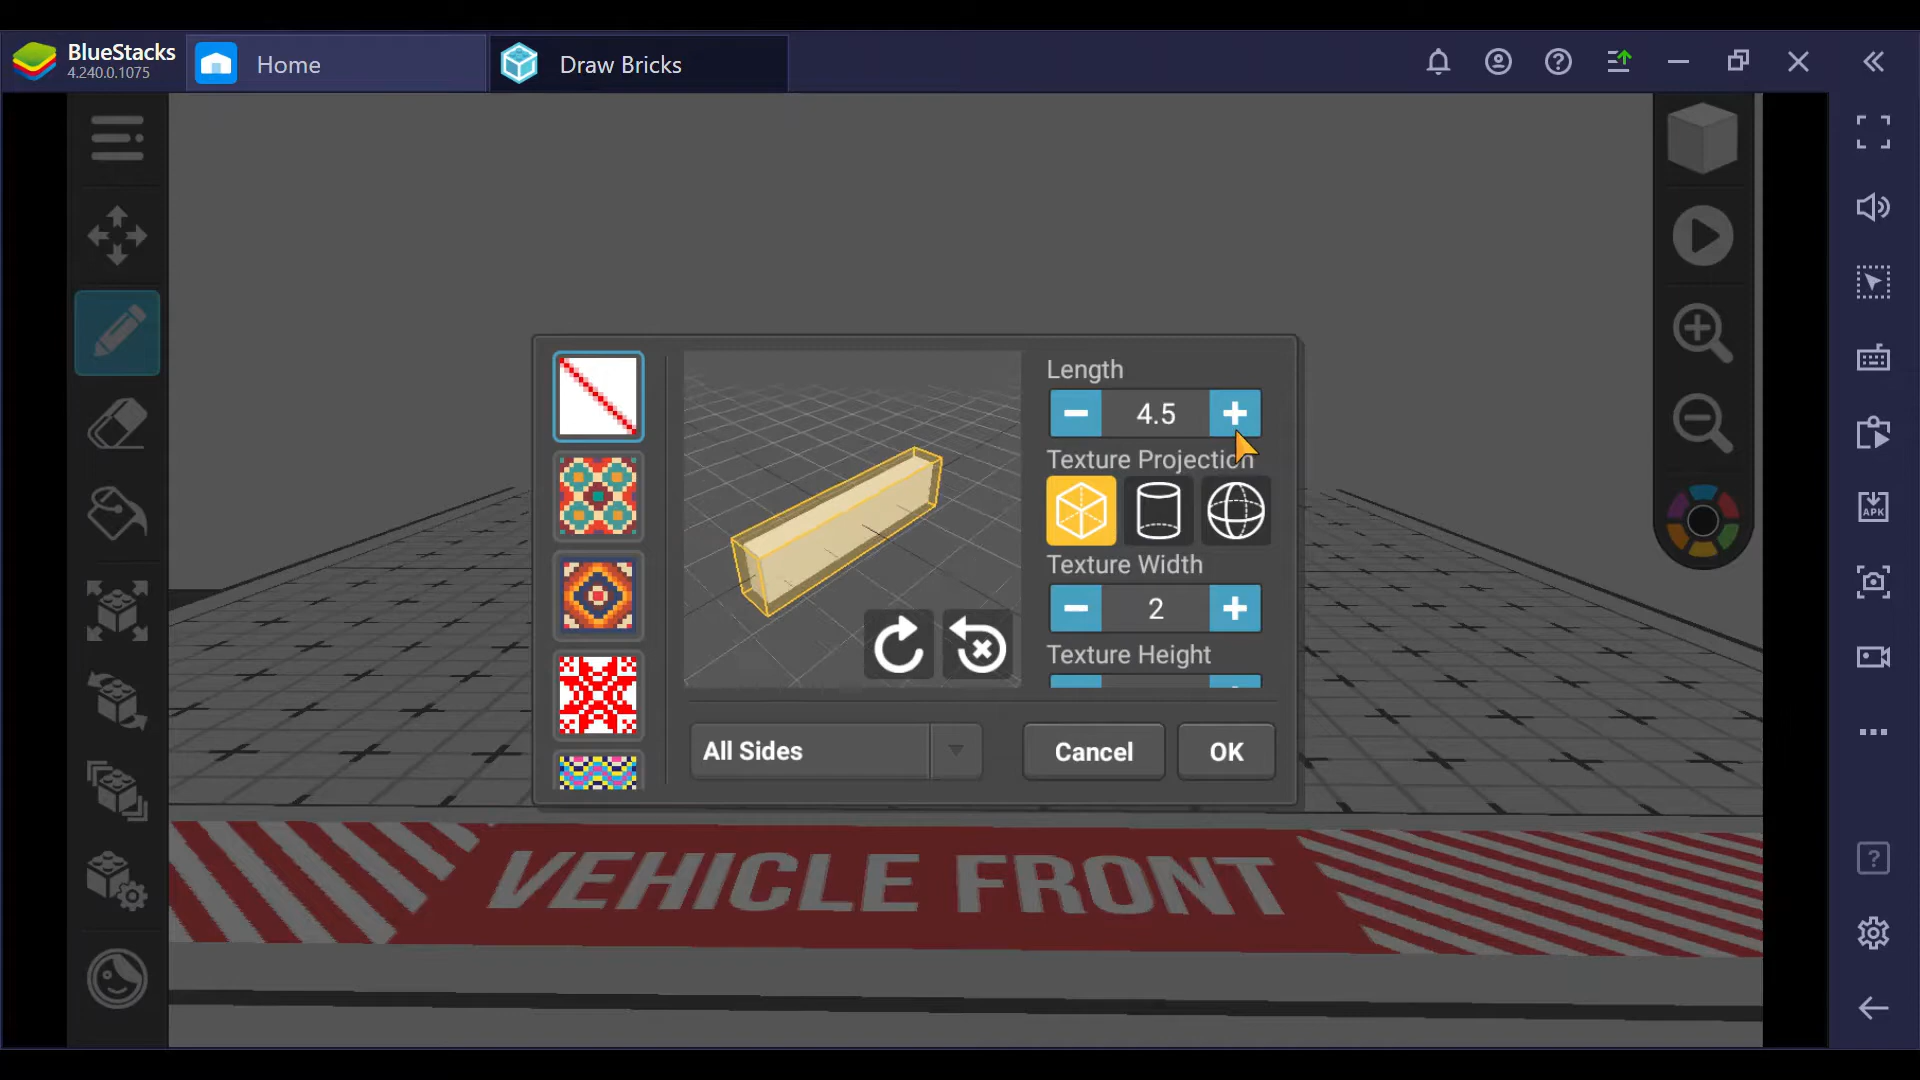 BlueStacks
4.240.0.1075
Home
Draw Bricks
Length
4.5
Texture Projection
Texture Width
2
Texture Height
All Sides
Cancel
OK
APK
VEHICLE FRONT